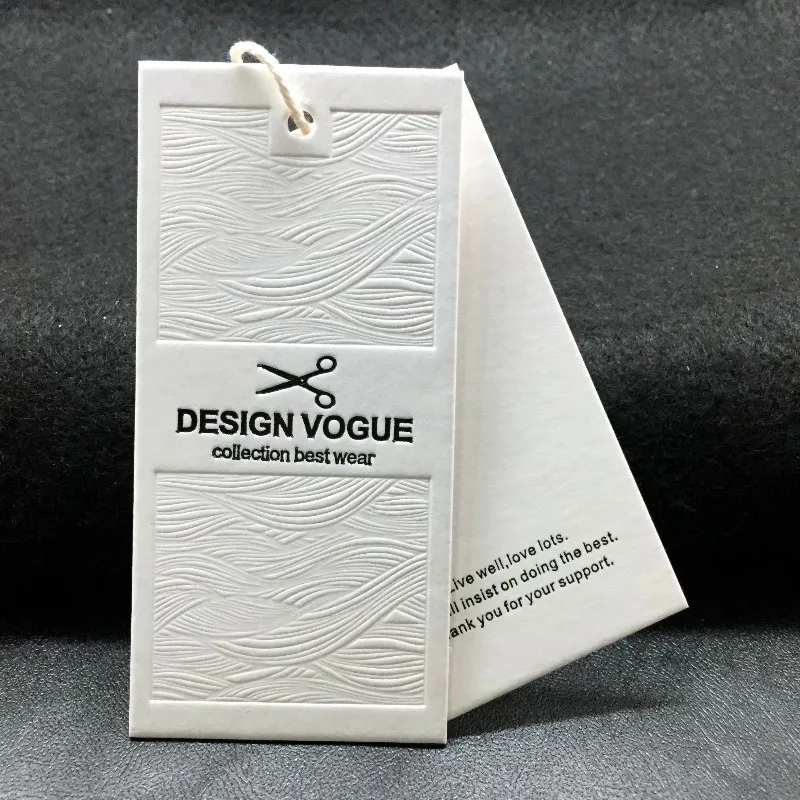 DESIGN VOGUE
collection best wear
Live well,love lots.
insist on doing the best.
you for your support.